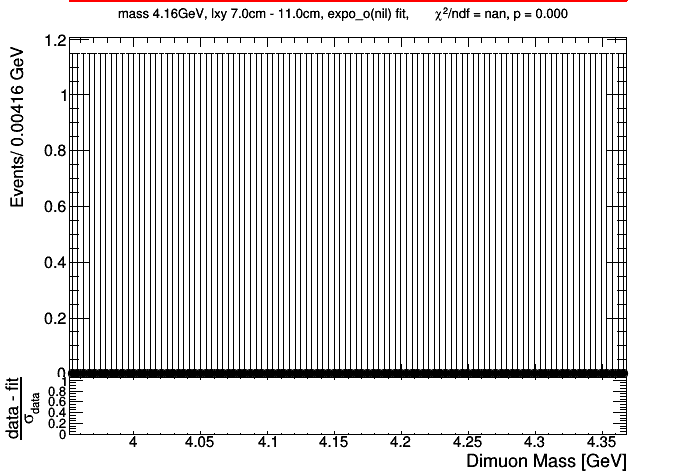 mass 4.16GeV, lxy 7.0cm - 11.0cm, expo_o(nil) fit, χ²/ndf = nan, p = 0.000
Events/ 0.00416 GeV
1.2
1
0.8
0.6
0.4
0.2
0
data - fit
σdata
1
0.8
0.6
0.4
0.2
0
4 4.05 4.1 4.15 4.2 4.25 4.3 4.35
Dimuon Mass [GeV]